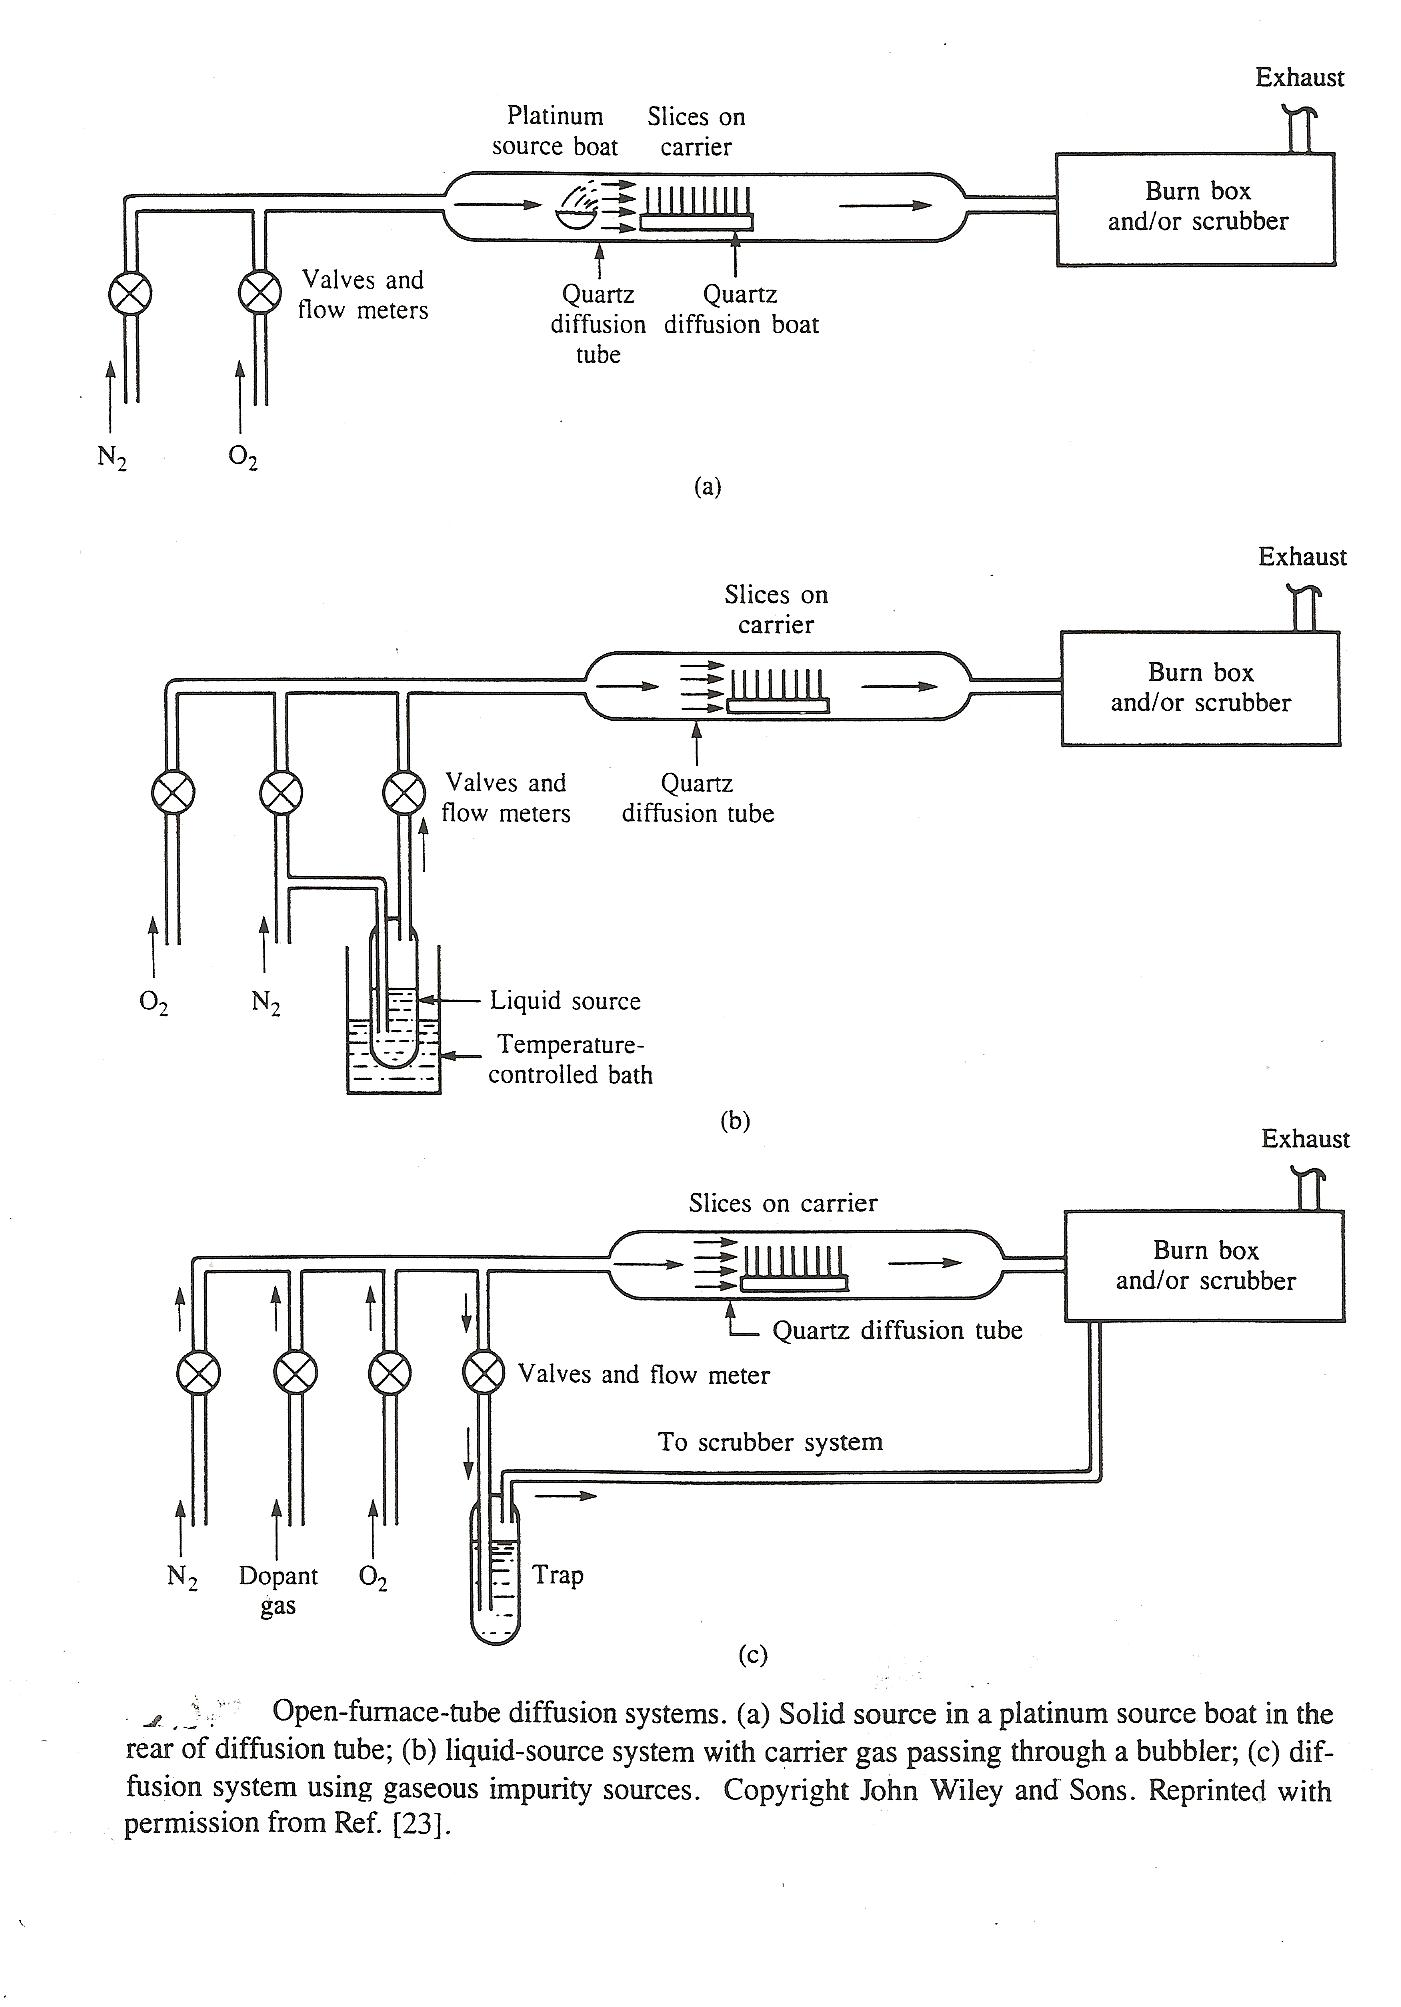 Exhaust
Platinum
source boat
Slices on
carrier
Burn box
and/or scrubber
Valves and
flow meters
Quartz
diffusion
tube
Quartz
diffusion boat
N2
O2
(a)
Exhaust
Slices on
carrier
Burn box
and/or scrubber
Valves and
flow meters
Quartz
diffusion tube
O2
N2
Liquid source
Temperature-
controlled bath
(b)
Exhaust
Slices on carrier
Burn box
and/or scrubber
Quartz diffusion tube
Valves and flow meter
To scrubber system
N2
Dopant
gas
O2
Trap
(c)
Open-furnace-tube diffusion systems. (a) Solid source in a platinum source boat in the
rear of diffusion tube; (b) liquid-source system with carrier gas passing through a bubbler; (c) dif-
fusion system using gaseous impurity sources. Copyright John Wiley and Sons. Reprinted with
permission from Ref. [23].